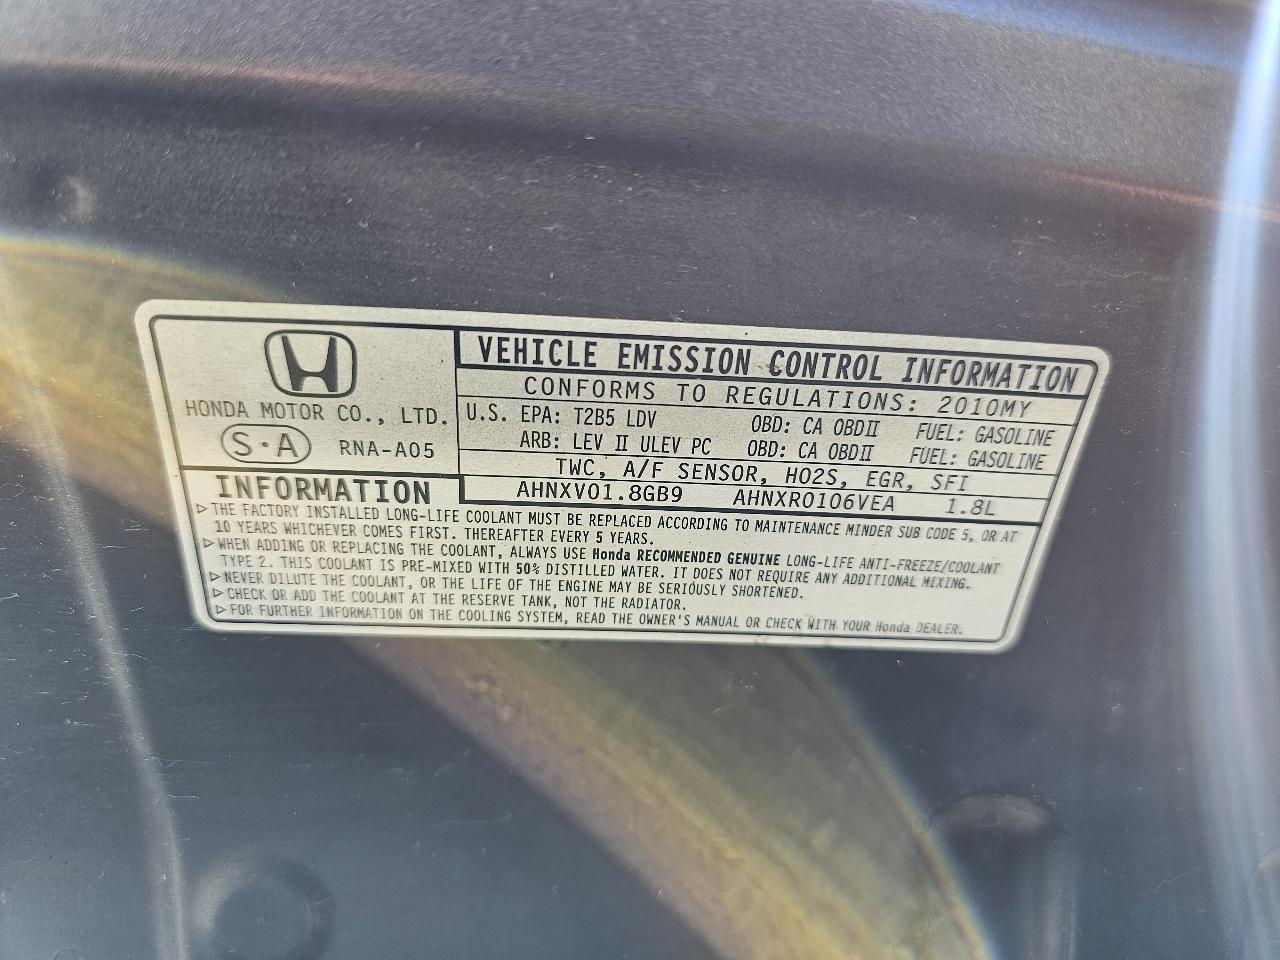 VEHICLE EMISSION CONTROL INFORMATION
CONFORMS TO REGULATIONS: 2010MY
HONDA MOTOR CO., LTD.
U.S. EPA: T2B5 LDV OBD: CA OBDII FUEL: GASOLINE
ARB: LEV II ULEV PC OBD: CA OBDII FUEL: GASOLINE
S·A RNA-A05
TWC, A/F SENSOR, HO2S, EGR, SFI
AHNXV01.8GB9 AHNXR0106VEA 1.8L
INFORMATION
▷THE FACTORY INSTALLED LONG-LIFE COOLANT MUST BE REPLACED ACCORDING TO MAINTENANCE MINDER SUB CODE 5, OR AT
10 YEARS WHICHEVER COMES FIRST. THEREAFTER EVERY 5 YEARS.
▷WHEN ADDING OR REPLACING THE COOLANT, ALWAYS USE Honda RECOMMENDED GENUINE LONG-LIFE ANTI-FREEZE/COOLANT
TYPE 2. THIS COOLANT IS PRE-MIXED WITH 50% DISTILLED WATER. IT DOES NOT REQUIRE ANY ADDITIONAL MIXING.
▷NEVER DILUTE THE COOLANT, OR THE LIFE OF THE ENGINE MAY BE SERIOUSLY SHORTENED.
▷CHECK OR ADD THE COOLANT AT THE RESERVE TANK, NOT THE RADIATOR.
▷FOR FURTHER INFORMATION ON THE COOLING SYSTEM, READ THE OWNER'S MANUAL OR CHECK WITH YOUR Honda DEALER.